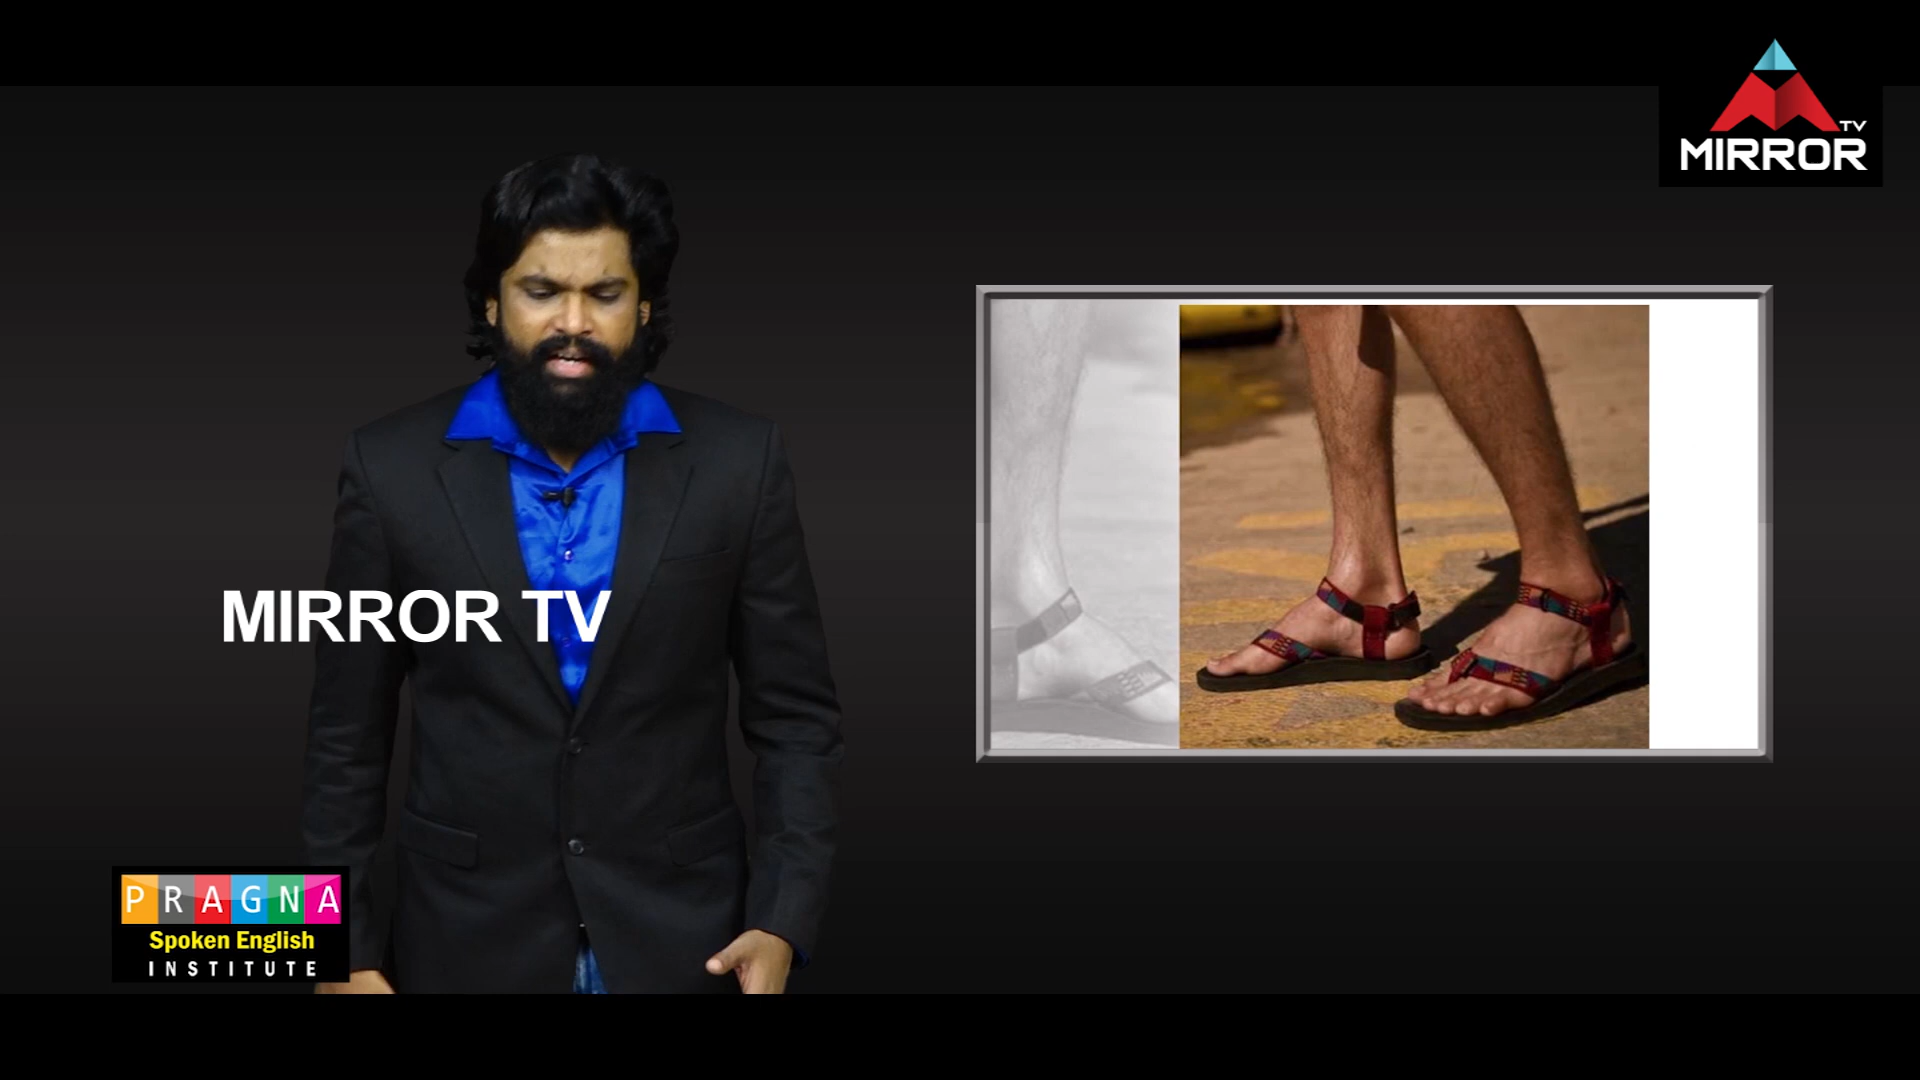 TV
MIRROR
MIRROR TV
PRAGNA
Spoken English
INSTITUTE